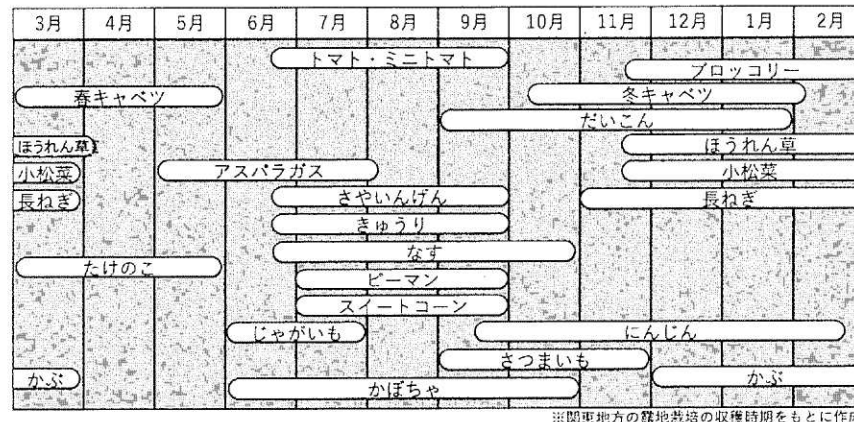 3月 4月 5月 6月 7月 8月 9月 10月 11月 12月 1月 2月
トマト・ミニトマト
ブロッコリー
春キャベツ 冬キャベツ
だいこん
ほうれん草 ほうれん草
小松菜 アスパラガス 小松菜
長ねぎ さやいんげん 長ねぎ
きゅうり
なす
たけのこ
ピーマン
スイートコーン
じゃがいも にんじん
さつまいも
かぶ かぶ
かぼちゃ
※関東地方の露地栽培の収穫時期をもとに作成